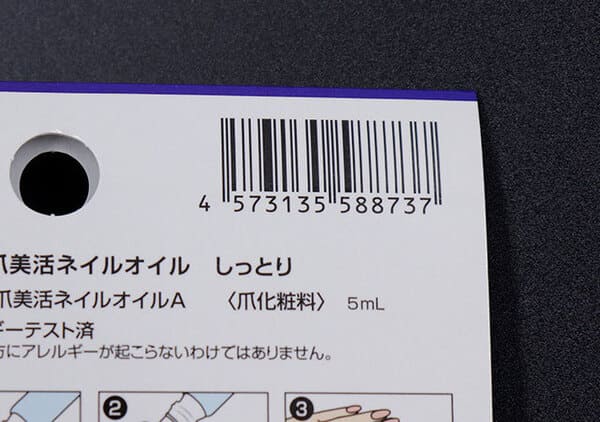 4 573135 588737
爪美活ネイルオイル しっとり
爪美活ネイルオイルA 〈爪化粧料〉 5mL
ギーテスト済
方にアレルギーが起こらないわけではありません。
2 3